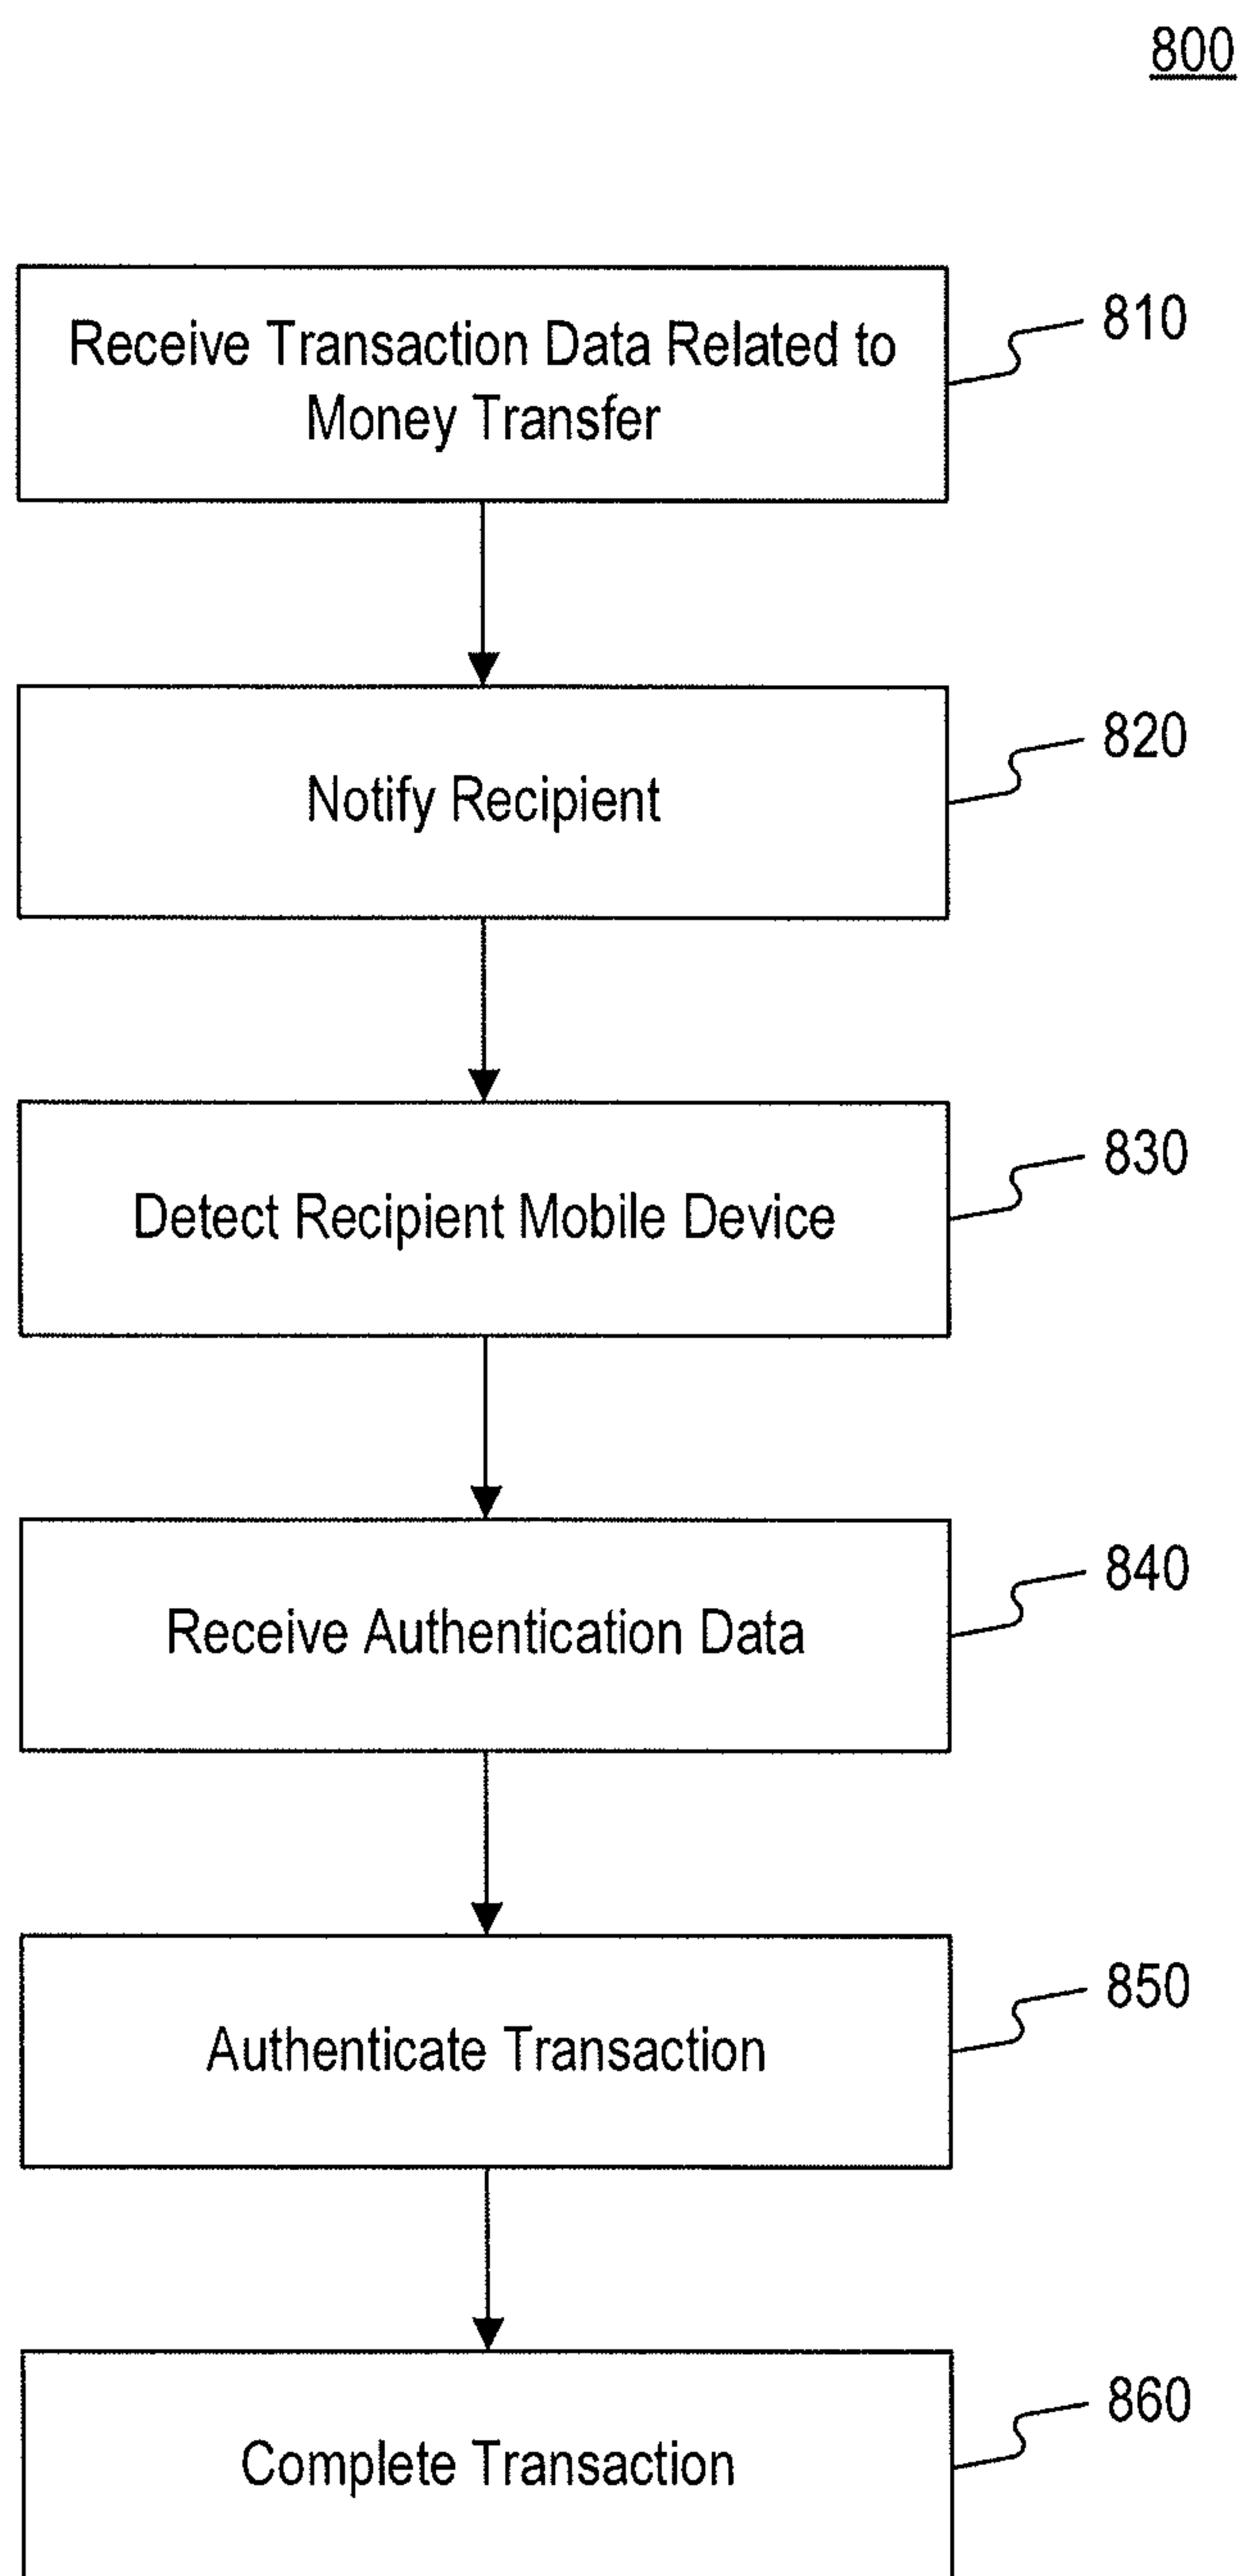 800
Receive Transaction Data Related to
Money Transfer
810
Notify Recipient
820
Detect Recipient Mobile Device
830
Receive Authentication Data
840
Authenticate Transaction
850
Complete Transaction
860